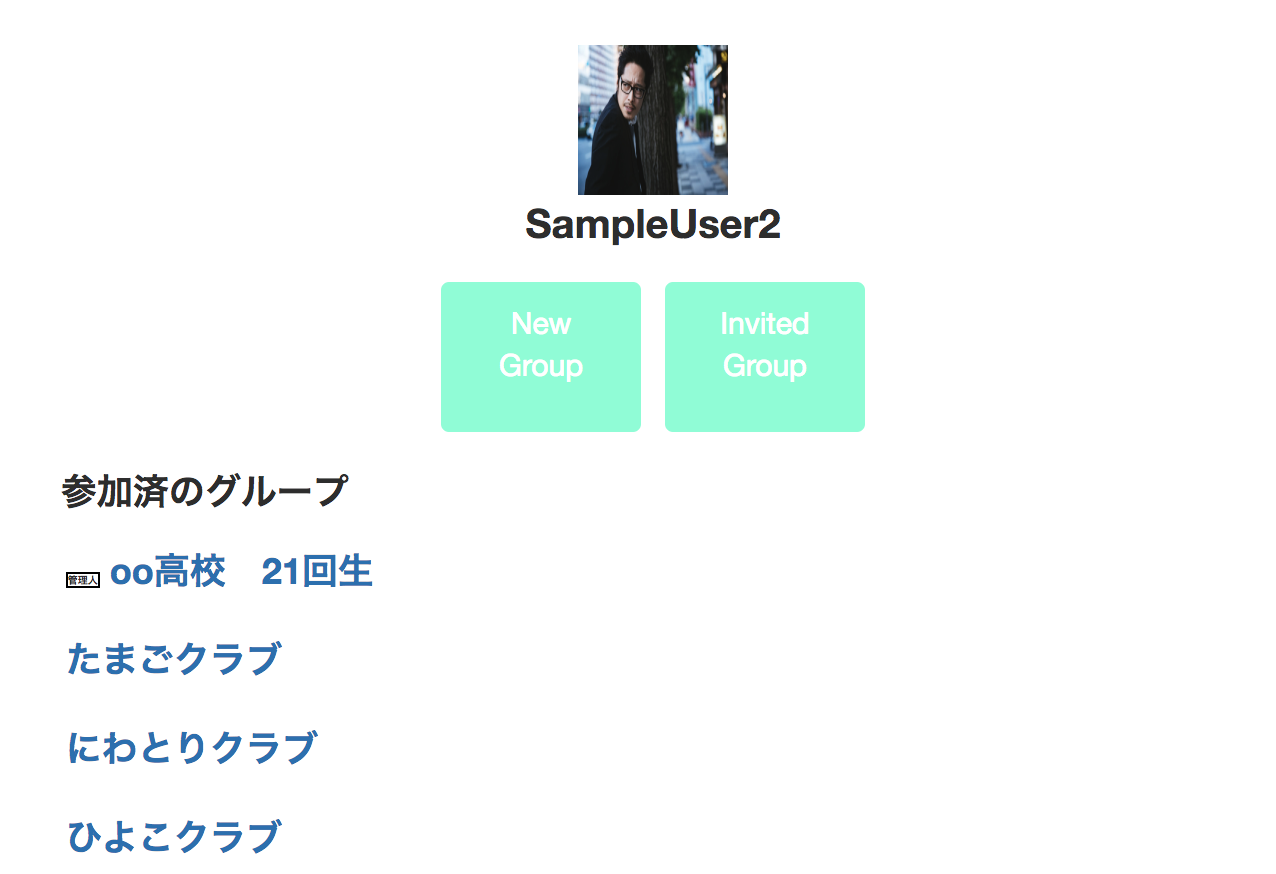 SampleUser2
New
Group
Invited
Group
参加済のグループ
管理人 oo高校　21回生
たまごクラブ
にわとりクラブ
ひよこクラブ